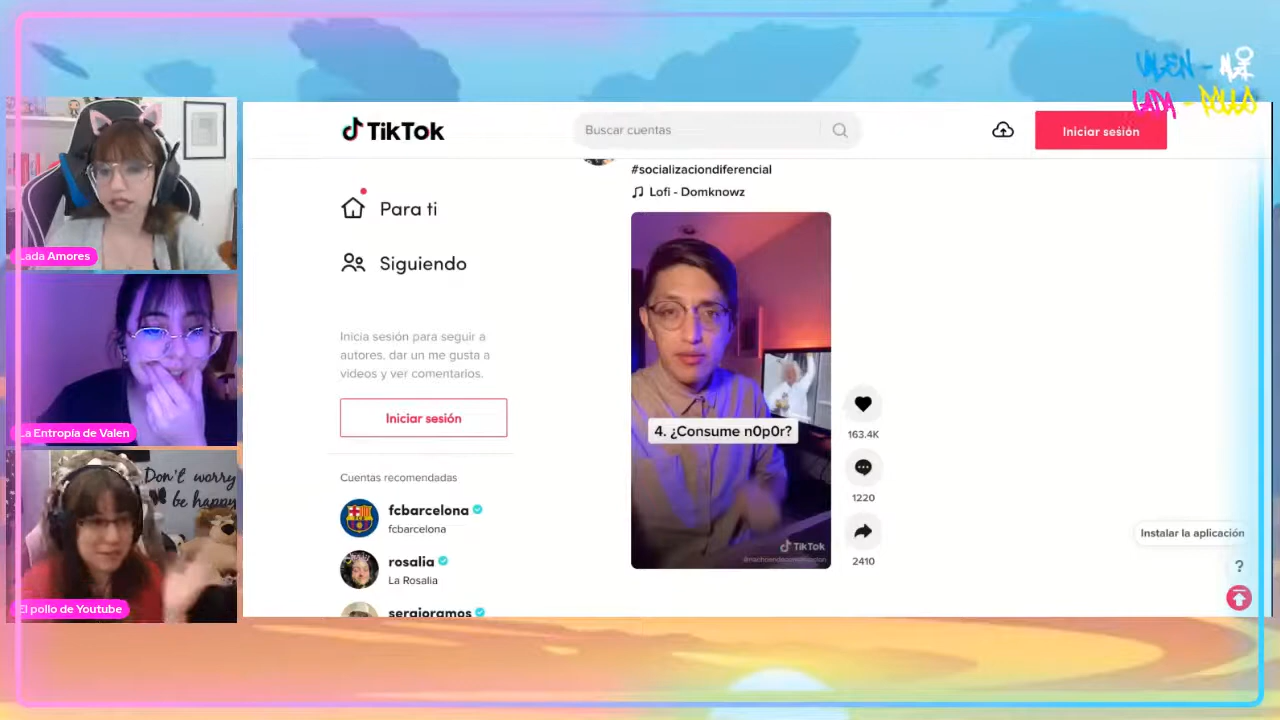 VALEN -
LADA - POLLO
TikTok
Buscar cuentas
Iniciar sesión
Para ti
Siguiendo
Inicia sesión para seguir a
autores. dar un me gusta a
videos y ver comentarios.
Iniciar sesión
Cuentas recomendadas
fcbarcelona
fcbarcelona
rosalia
La Rosalia
sergioramos
#socializaciondiferencial
Lofi - Domknowz
4. ¿Consume n0p0r?
TikTok
163.4K
1220
2410
Instalar la aplicación
?
Lada Amores
La Entropía de Valen
Don't worry
be happy
El pollo de Youtube